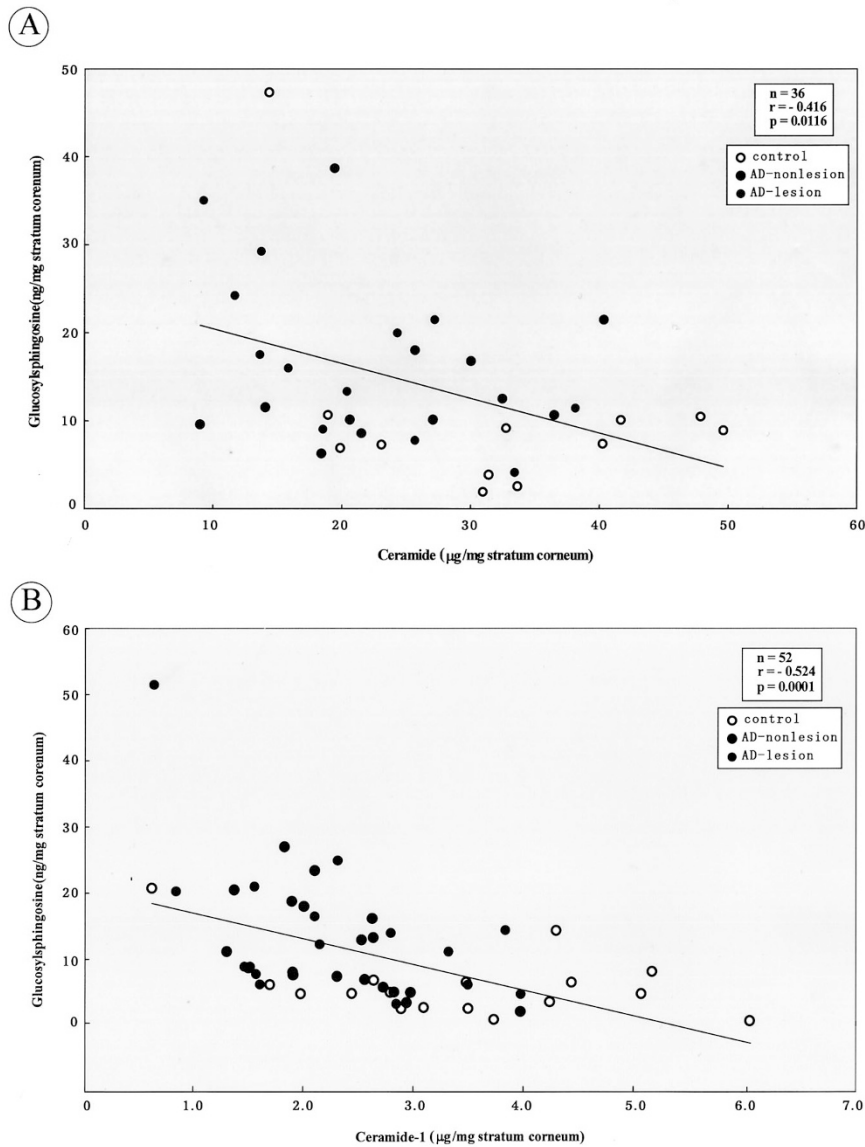 A
50
n = 36
r = - 0.416
p = 0.0116
control
AD-nonlesion
AD-lesion
40
30
20
10
0
Glucosylsphingosine(ng/mg stratum corenum)
0
10
20
30
40
50
60
Ceramide (μg/mg stratum corneum)
B
60
n = 52
r = - 0.524
p = 0.0001
control
AD-nonlesion
AD-lesion
50
40
30
20
10
0
Glucosylsphingosine(ng/mg stratum corenum)
0
1.0
2.0
3.0
4.0
5.0
6.0
7.0
Ceramide-1 (μg/mg stratum corneum)